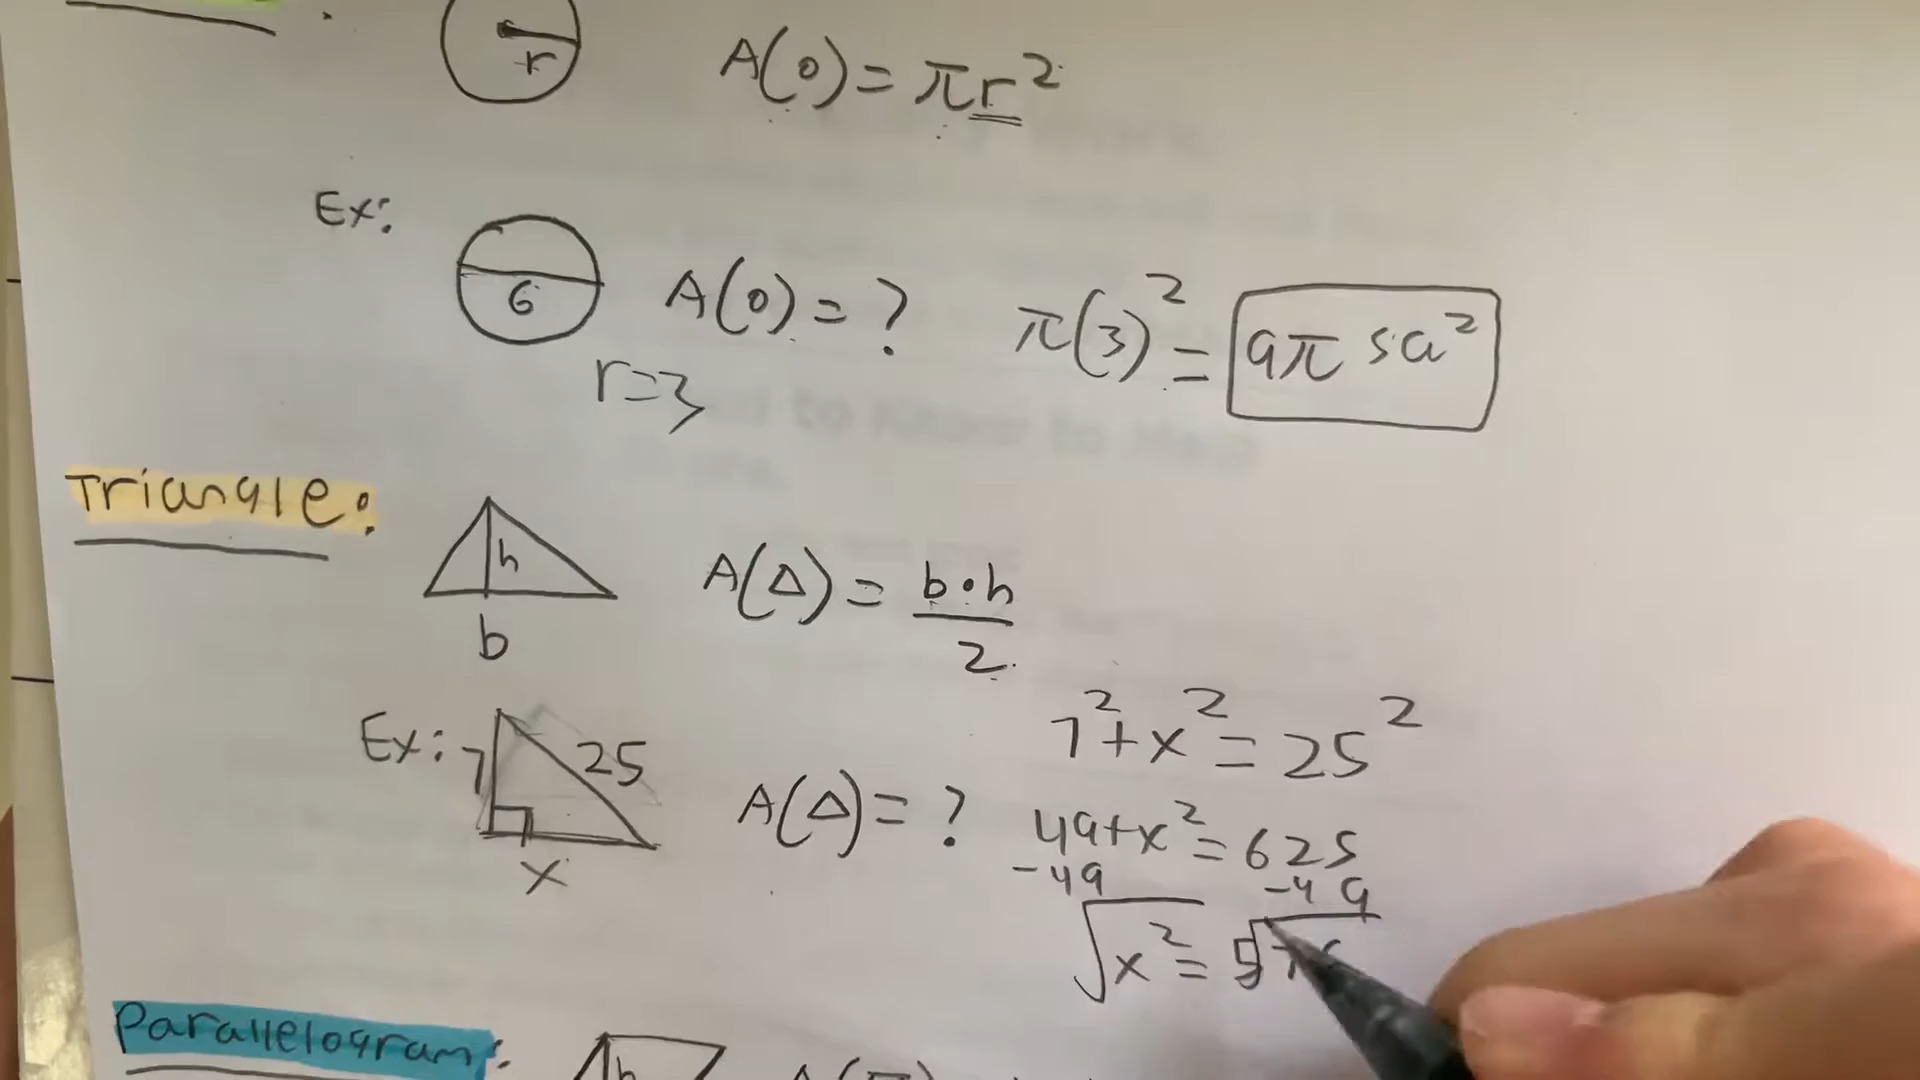 r
A(O) = πr²
Ex:
6
A(O) = ?
r=3
π(3)² = 9π sq²
Triangle:
h
b
A(Δ) = b·h
2
Ex:
7
25
x
A(Δ) = ?
7² + x² = 25²
49+x² = 625
-49
-49
√x² =
Parallelogram:
h